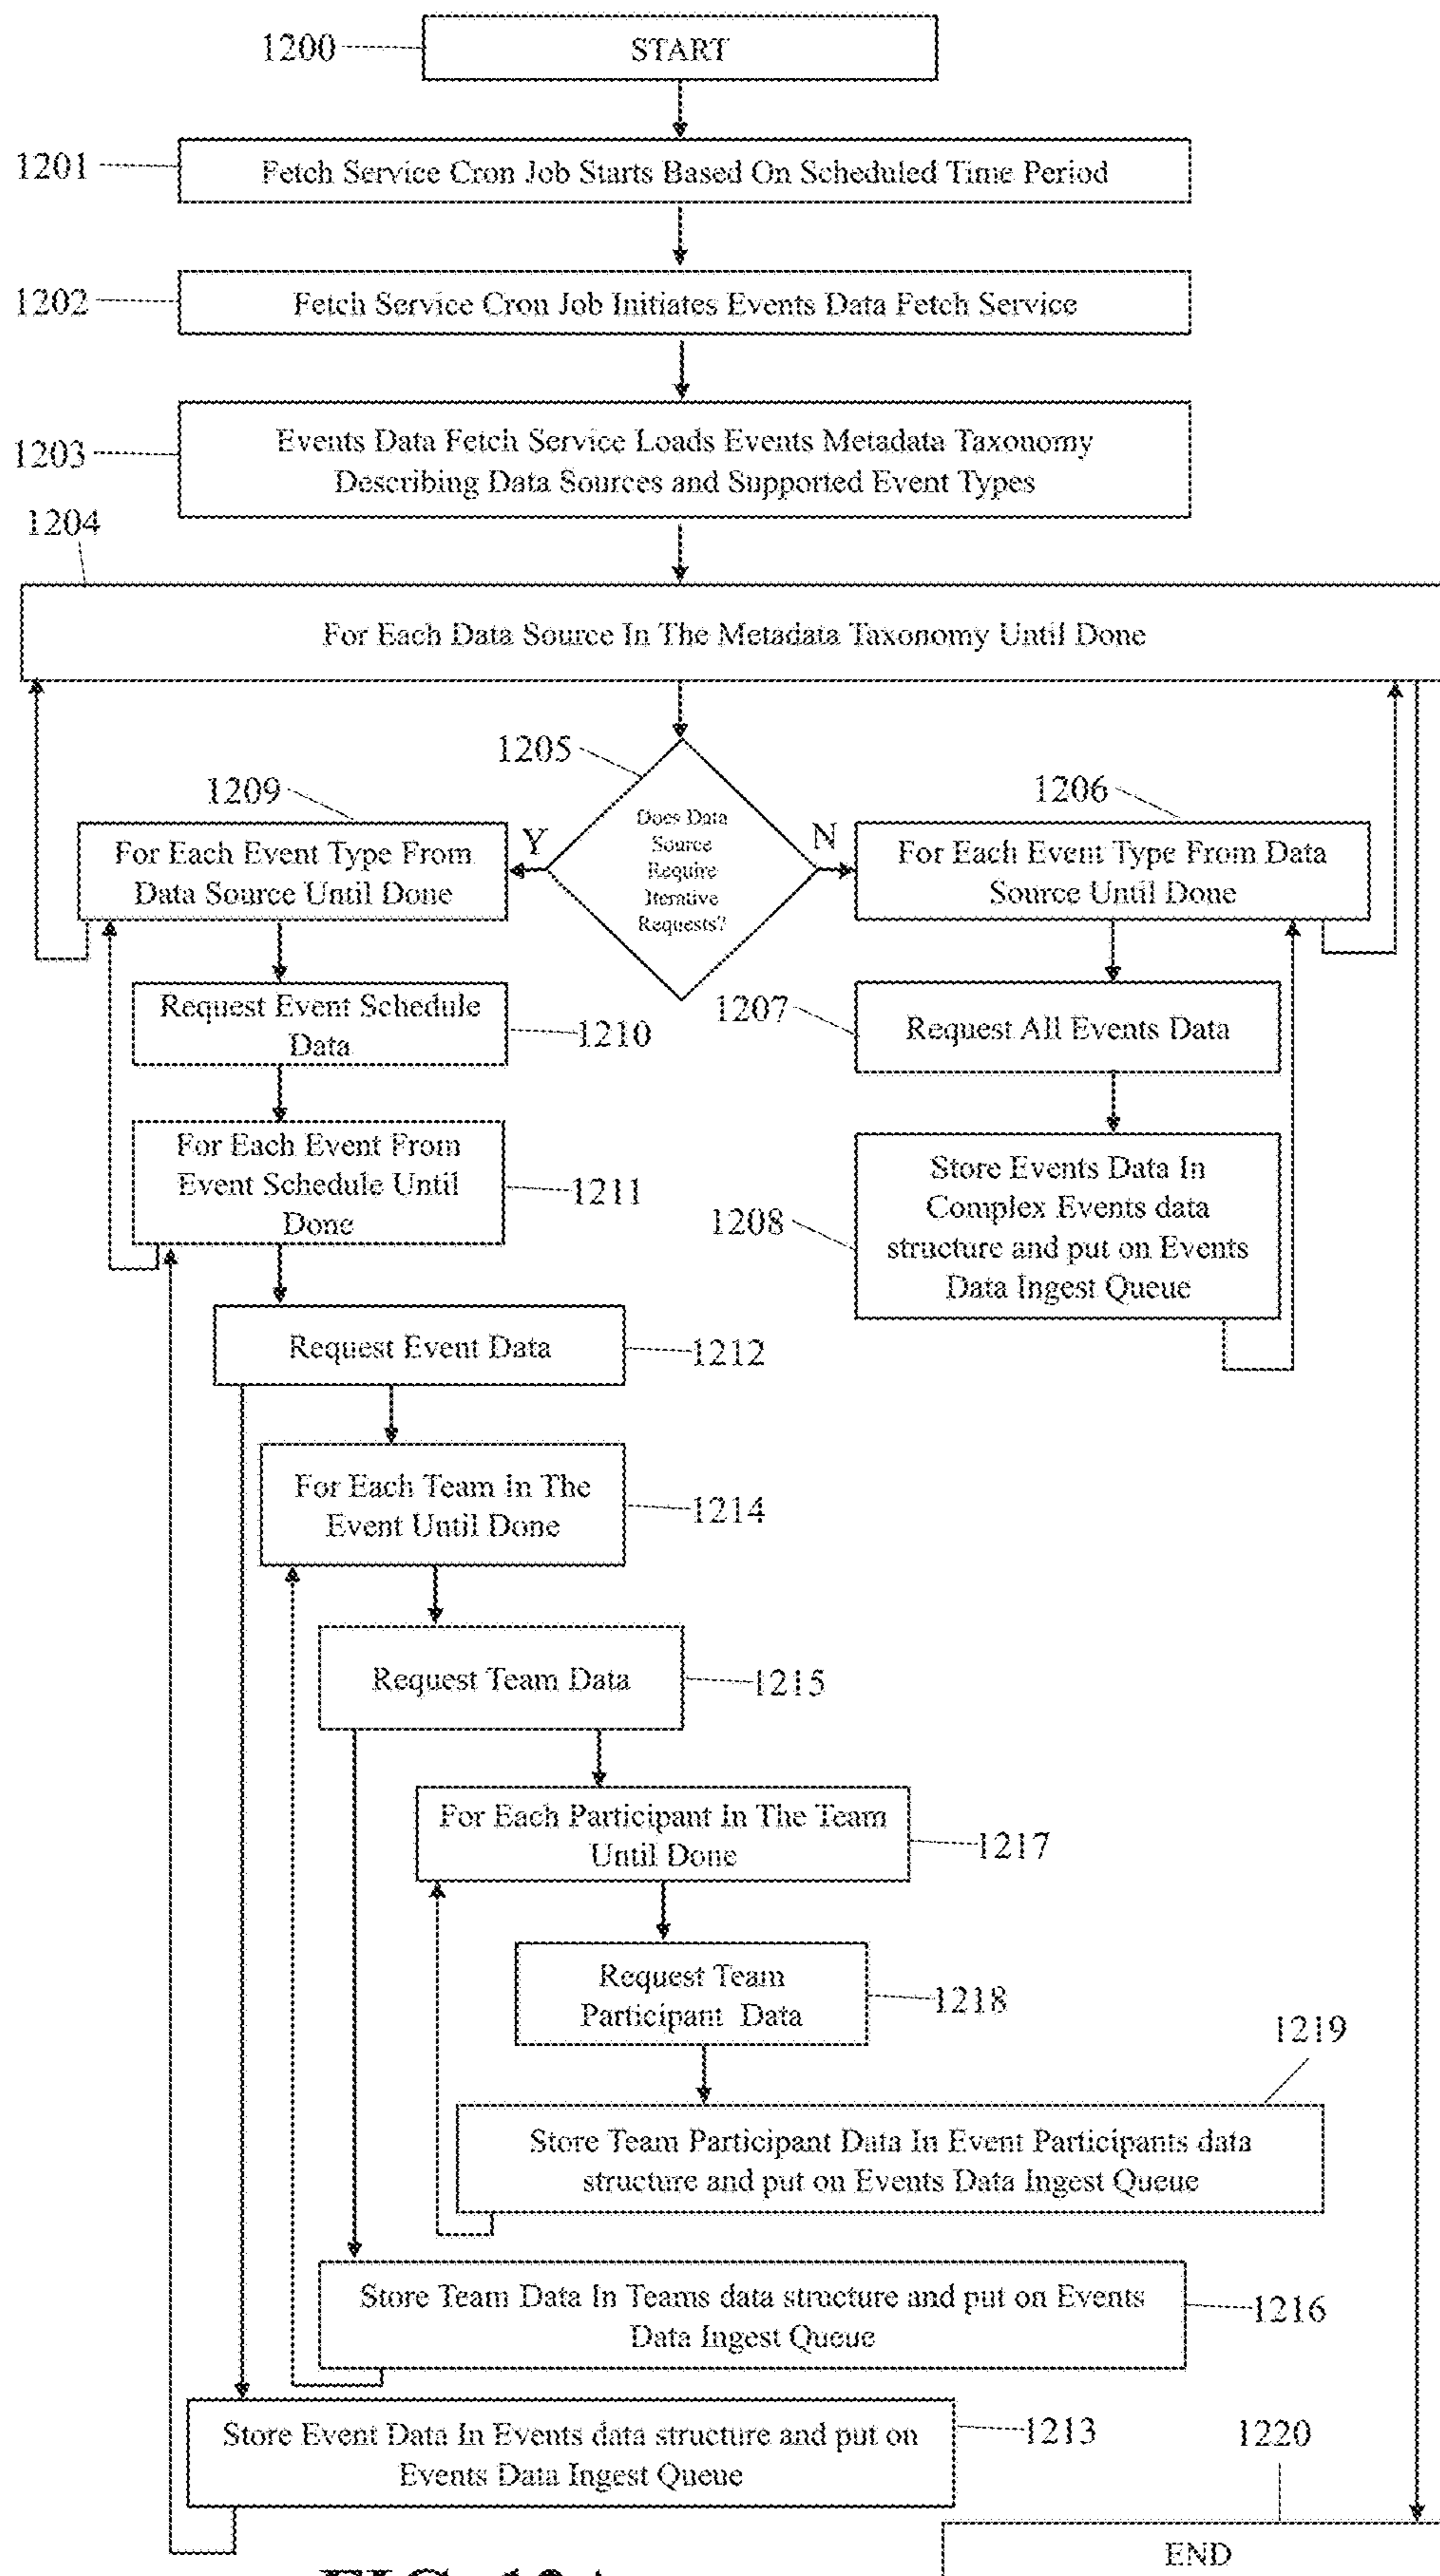 1200
START
1201
Fetch Service Cron Job Starts Based On Scheduled Time Period
1202
Fetch Service Cron Job Initiates Events Data Fetch Service
1203
Events Data Fetch Service Loads Events Metadata Taxonomy
Describing Data Sources and Supported Event Types
1204
For Each Data Source In The Metadata Taxonomy Until Done
1205
Does Data
Source
Require
Iterative
Requests?
Y
N
1209
For Each Event Type From
Data Source Until Done
1206
For Each Event Type From Data
Source Until Done
Request Event Schedule
Data
1210
1207
Request All Events Data
For Each Event From
Event Schedule Until
Done
1211
1208
Store Events Data In
Complex Events data
structure and put on Events
Data Ingest Queue
Request Event Data
1212
For Each Team In The
Event Until Done
1214
Request Team Data
1215
For Each Participant In The Team
Until Done
1217
Request Team
Participant Data
1218
1219
Store Team Participant Data In Event Participants data
structure and put on Events Data Ingest Queue
Store Team Data In Teams data structure and put on Events
Data Ingest Queue
1216
Store Event Data In Events data structure and put on
Events Data Ingest Queue
1213
1220
END